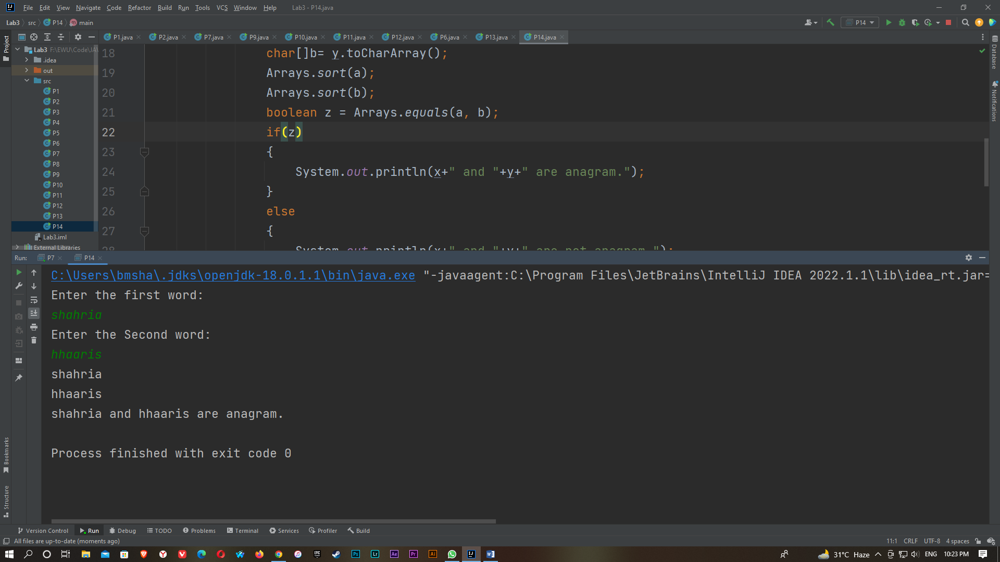 File Edit View Navigate Code Refactor Build Run Tools VCS Window Help Lab3 - P14.java
Lab3 src P14 main P14
Project P1.java P2.java P7.java P9.java P10.java P11.java P12.java P6.java P13.java P14.java
Lab3 F:\EWU\Code\JA
.idea
out
src
P1
P2
P3
P4
P5
P6
P7
P8
P9
P10
P11
P12
P13
P14
Lab3.iml
External Libraries
18 char[]b= y.toCharArray();
19 Arrays.sort(a);
20 Arrays.sort(b);
21 boolean z = Arrays.equals(a, b);
22 if(z)
23 {
24 System.out.println(x+" and "+y+" are anagram.");
25 }
26 else
27 {
28 System.out.println(x+" and "+y+" are not anagram.");
Database
Notifications
Run: P7 P14
C:\Users\bmsha\.jdks\openjdk-18.0.1.1\bin\java.exe "-javaagent:C:\Program Files\JetBrains\IntelliJ IDEA 2022.1.1\lib\idea_rt.jar=
Enter the first word:
shahria
Enter the Second word:
hhaaris
shahria
hhaaris
shahria and hhaaris are anagram.
Process finished with exit code 0
Bookmarks
Structure
Version Control Run Debug TODO Problems Terminal Services Profiler Build
All files are up-to-date (moments ago) 11:1 CRLF UTF-8 4 spaces
31°C Haze ENG 10:23 PM